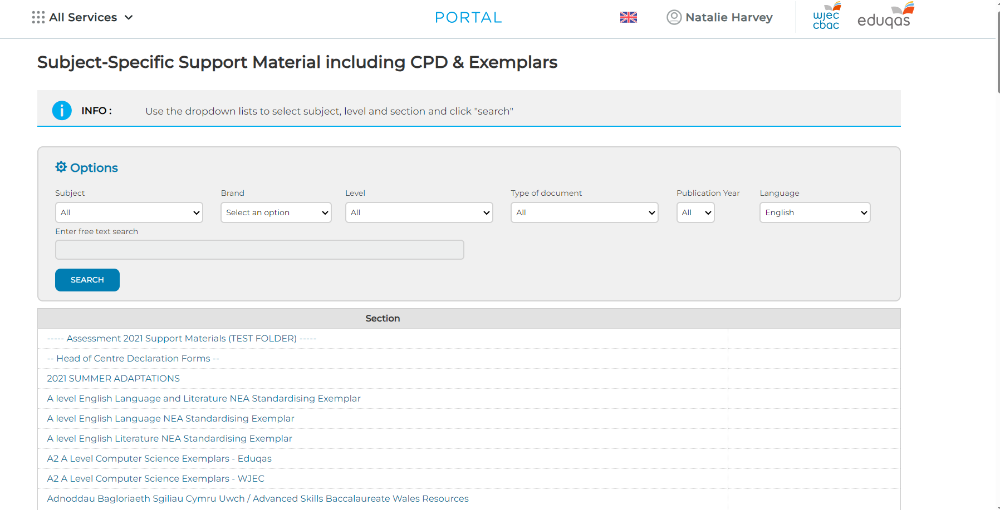 All Services
PORTAL
Natalie Harvey
wjec
cbac
eduqas
Subject-Specific Support Material including CPD & Exemplars
INFO :
Use the dropdown lists to select subject, level and section and click "search"
Options
Subject Brand Level Type of document Publication Year Language
All Select an option All All All English
Enter free text search
SEARCH
Section
----- Assessment 2021 Support Materials (TEST FOLDER) -----
-- Head of Centre Declaration Forms --
2021 SUMMER ADAPTATIONS
A level English Language and Literature NEA Standardising Exemplar
A level English Language NEA Standardising Exemplar
A level English Literature NEA Standardising Exemplar
A2 A Level Computer Science Exemplars - Eduqas
A2 A Level Computer Science Exemplars - WJEC
Adnoddau Bagloriaeth Sgiliau Cymru Uwch / Advanced Skills Baccalaureate Wales Resources